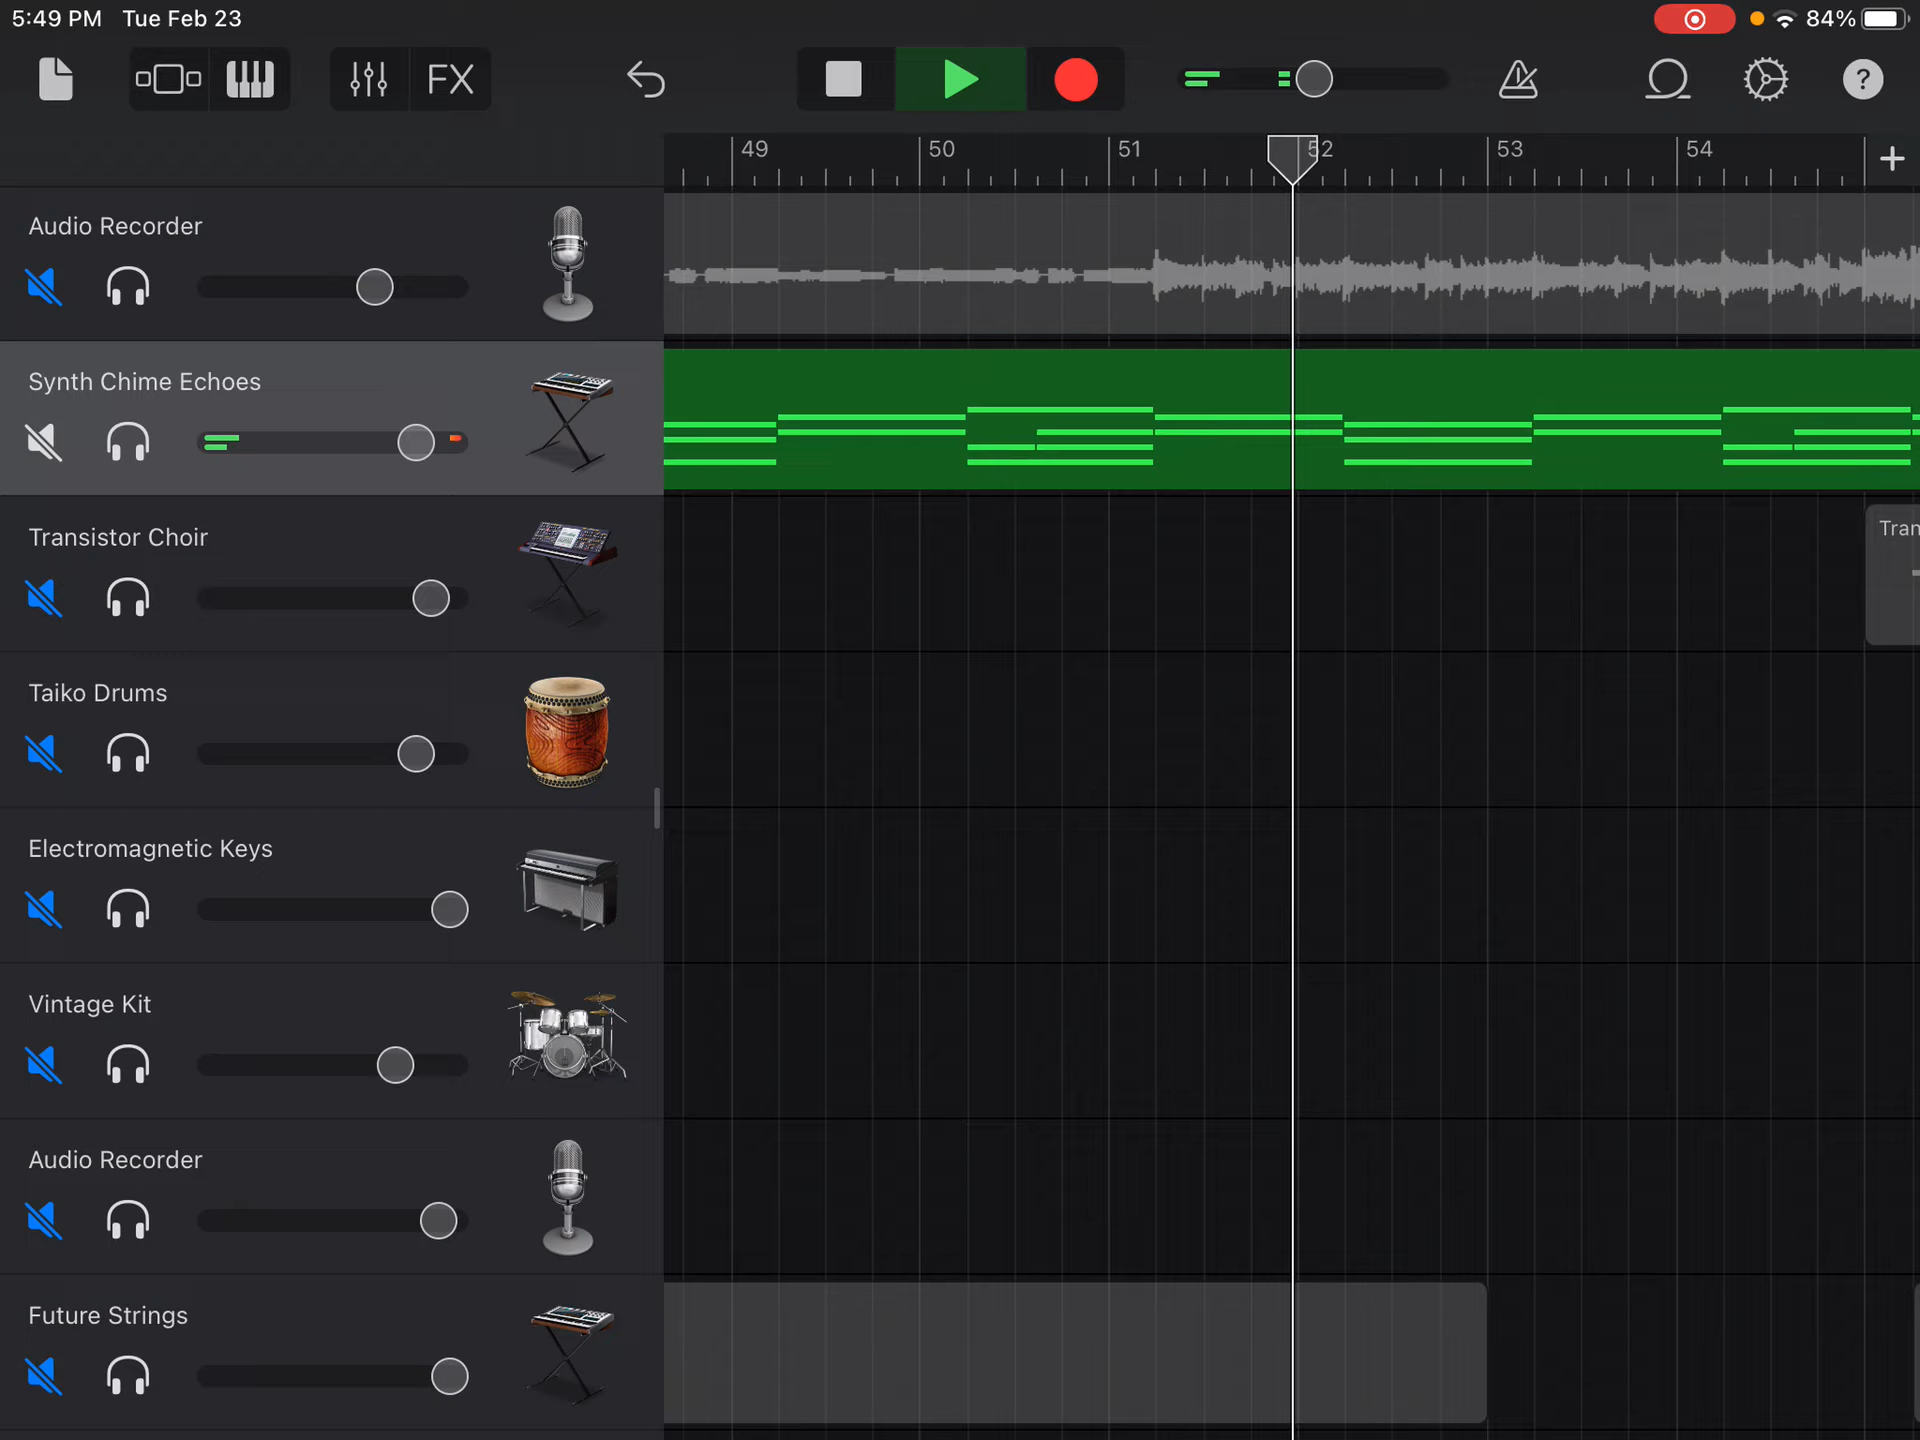 5:49 PM Tue Feb 23
84%
FX
?
49 50 51 52 53 54
Audio Recorder
Synth Chime Echoes
Transistor Choir
Tran
Taiko Drums
Electromagnetic Keys
Vintage Kit
Audio Recorder
Future Strings